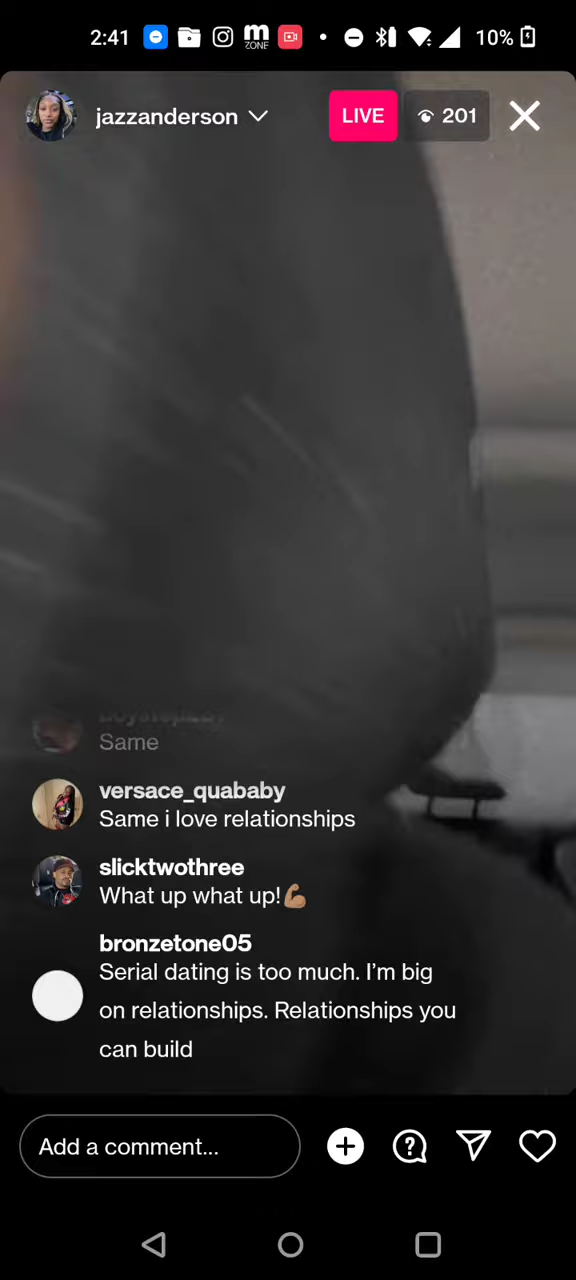 2:41
m
ZONE
10%
jazzanderson
LIVE
201
Same
versace_quababy
Same i love relationships
slicktwothree
What up what up!💪🏽
bronzetone05
Serial dating is too much. I'm big
on relationships. Relationships you
can build
Add a comment...